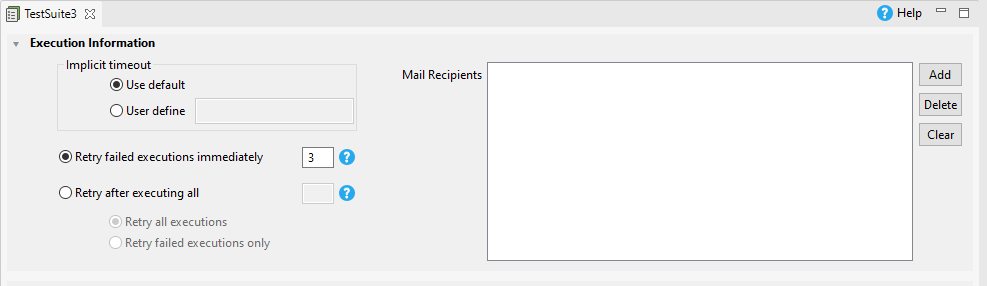 TestSuite3
Help
Execution Information
Implicit timeout
Use default
User define
Retry failed executions immediately 3
Retry after executing all
Retry all executions
Retry failed executions only
Mail Recipients
Add
Delete
Clear